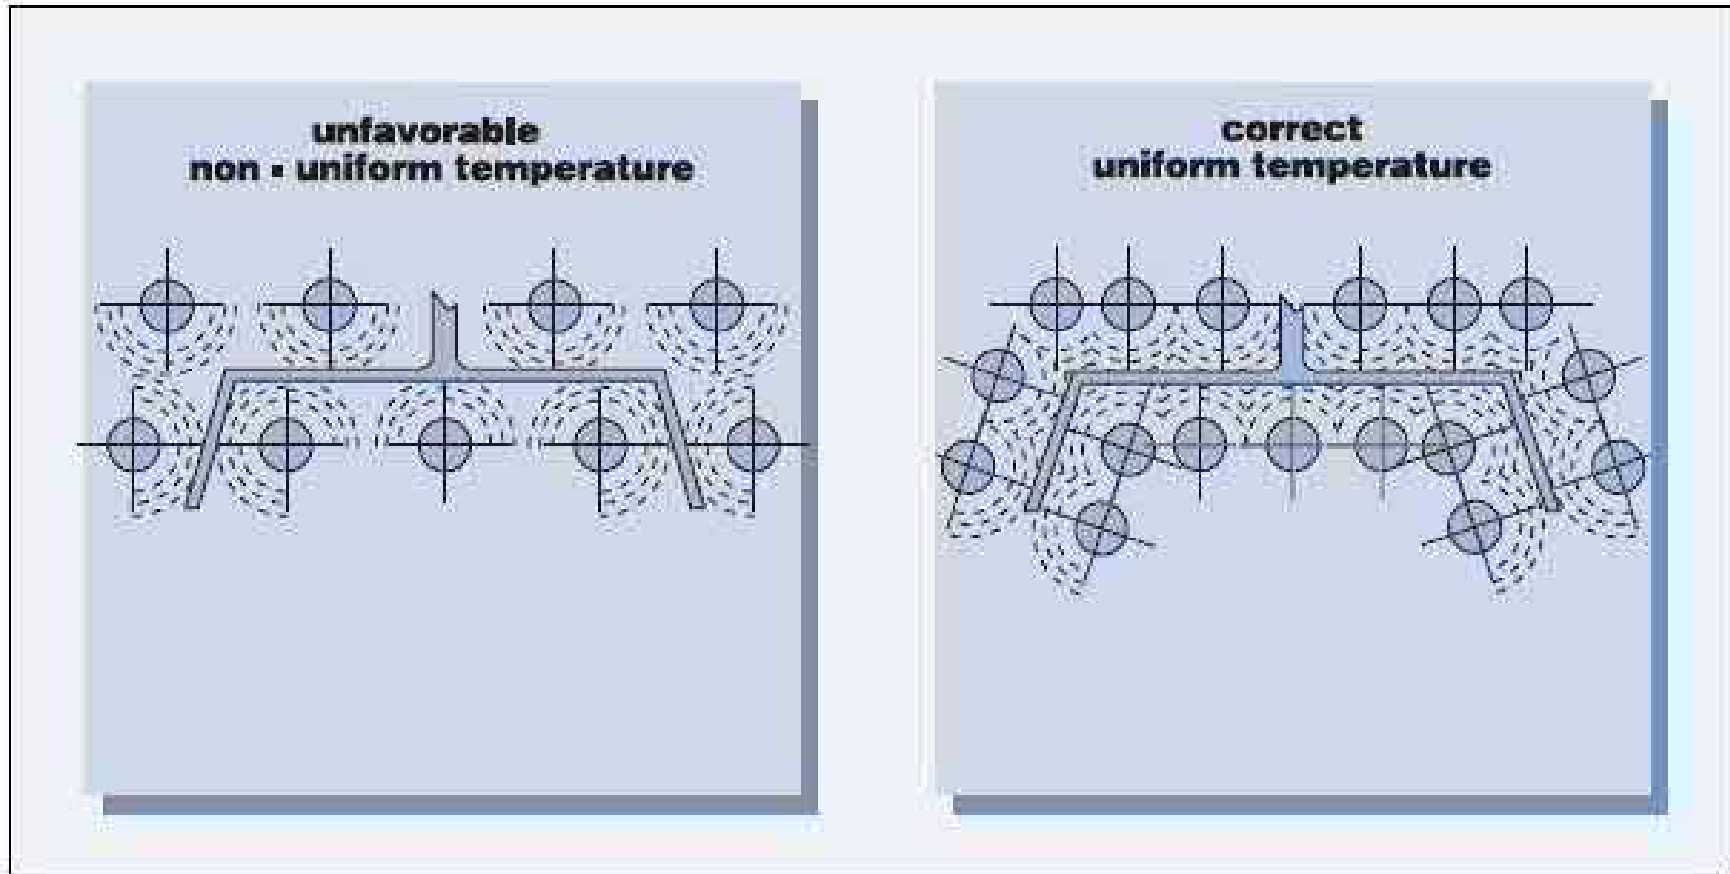 unfavorable
non - uniform temperature
correct
uniform temperature